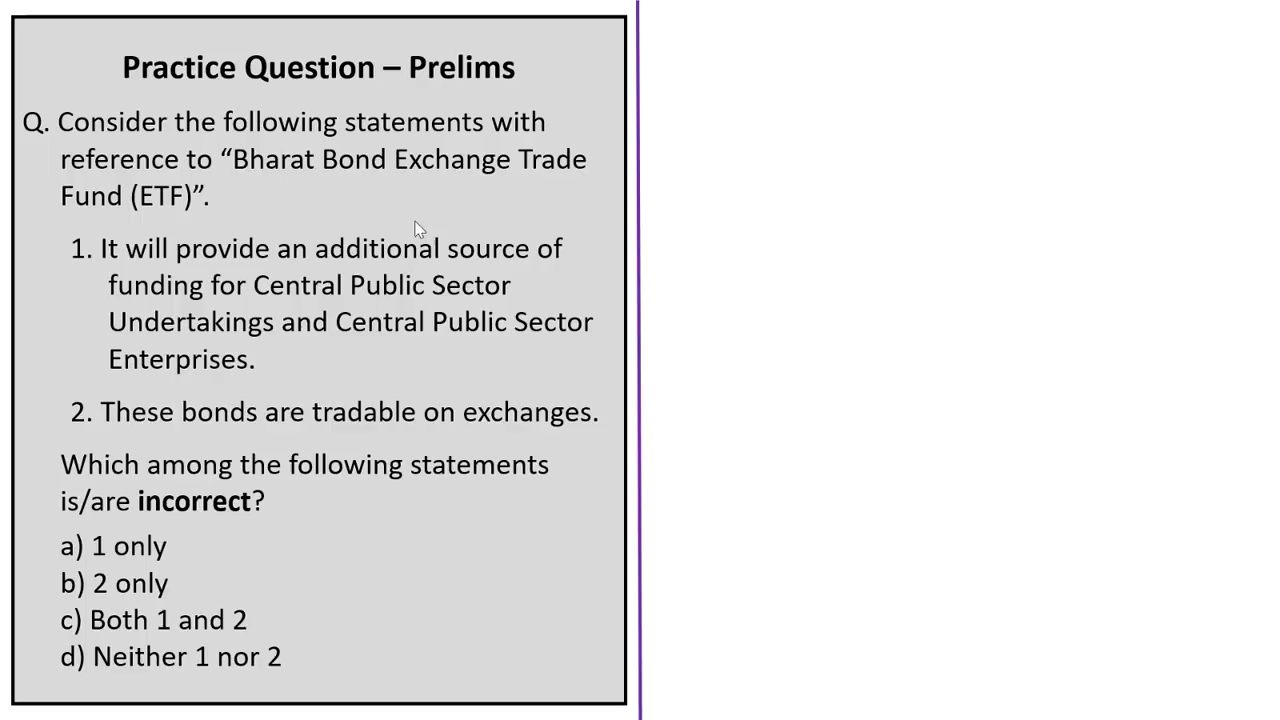 Practice Question – Prelims
Q. Consider the following statements with
reference to “Bharat Bond Exchange Trade
Fund (ETF)”.
1. It will provide an additional source of
funding for Central Public Sector
Undertakings and Central Public Sector
Enterprises.
2. These bonds are tradable on exchanges.
Which among the following statements
is/are incorrect?
a) 1 only
b) 2 only
c) Both 1 and 2
d) Neither 1 nor 2